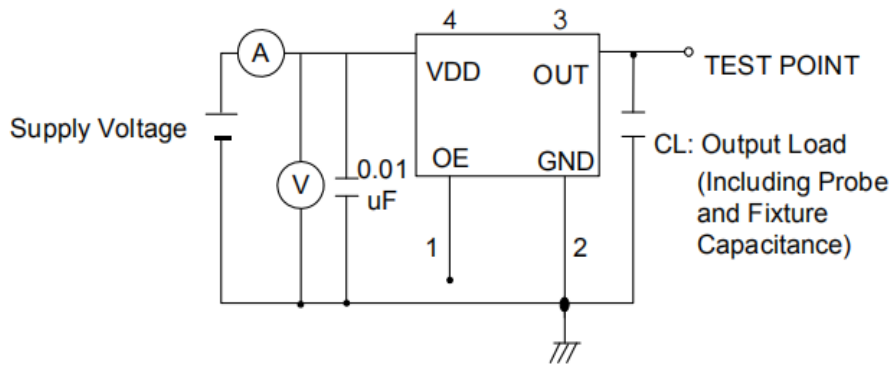 4
3
A
VDD
OUT
TEST POINT
Supply Voltage
V
0.01
uF
OE
GND
CL: Output Load
(Including Probe
and Fixture
Capacitance)
1
2